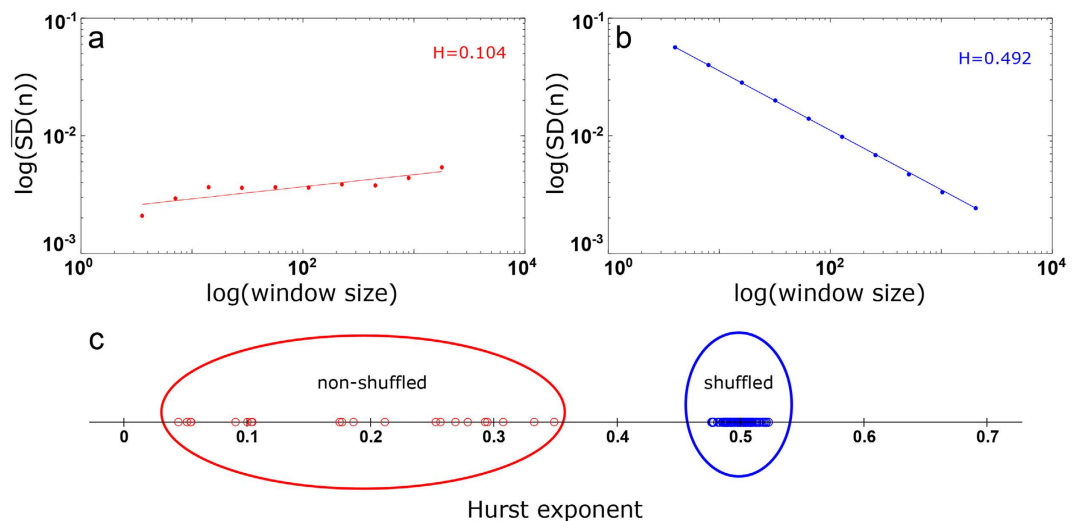 a
H=0.104
10^-1
10^-2
10^-3
log(S̅D̅(n))
10^0 10^2 10^4
log(window size)
b
H=0.492
10^-1
10^-2
10^-3
log(SD(n))
10^0 10^2 10^4
log(window size)
c
non-shuffled shuffled
0 0.1 0.2 0.3 0.4 0.5 0.6 0.7
Hurst exponent